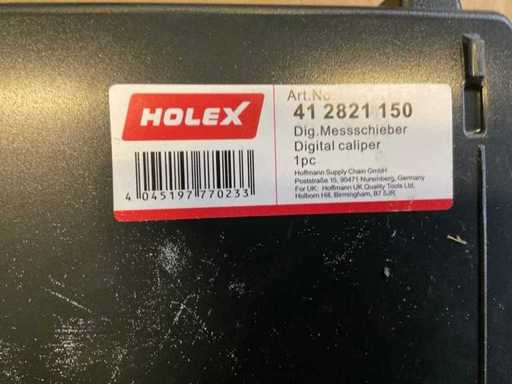 HOLEX
Art.No.
41 2821 150
Dig.Messschieber
Digital caliper
1pc
Hoffmann Supply Chain GmbH
Poststraße 15, 90471 Nuremberg, Germany
For UK: Hoffmann UK Quality Tools Ltd,
Holborn Hill, Birmingham, B7 5JR,
4 045197 770233